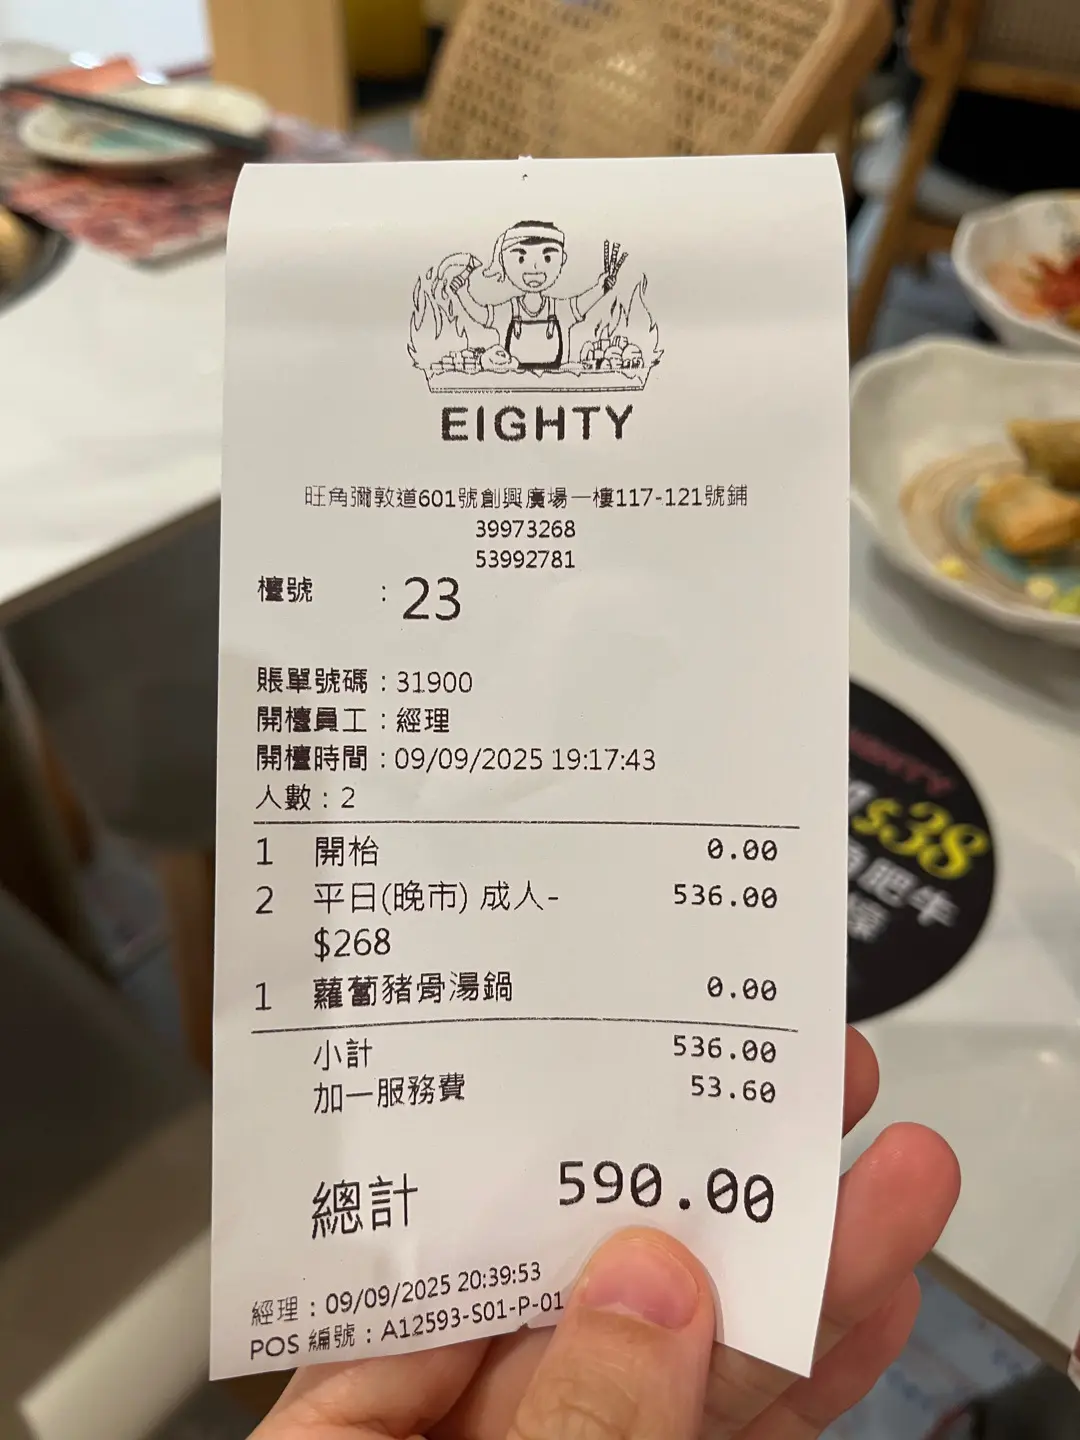 EIGHTY
旺角彌敦道601號創興廣場一樓117-121號鋪
39973268
53992781
檯號 : 23
賬單號碼 : 31900
開檯員工 : 經理
開檯時間 : 09/09/2025 19:17:43
人數 : 2
1 開枱 0.00
2 平日(晚市) 成人- 536.00
$268
1 蘿蔔豬骨湯鍋 0.00
小計 536.00
加一服務費 53.60
總計 590.00
經理 : 09/09/2025 20:39:53
POS 編號 : A12593-S01-P-01
$38
肥牛